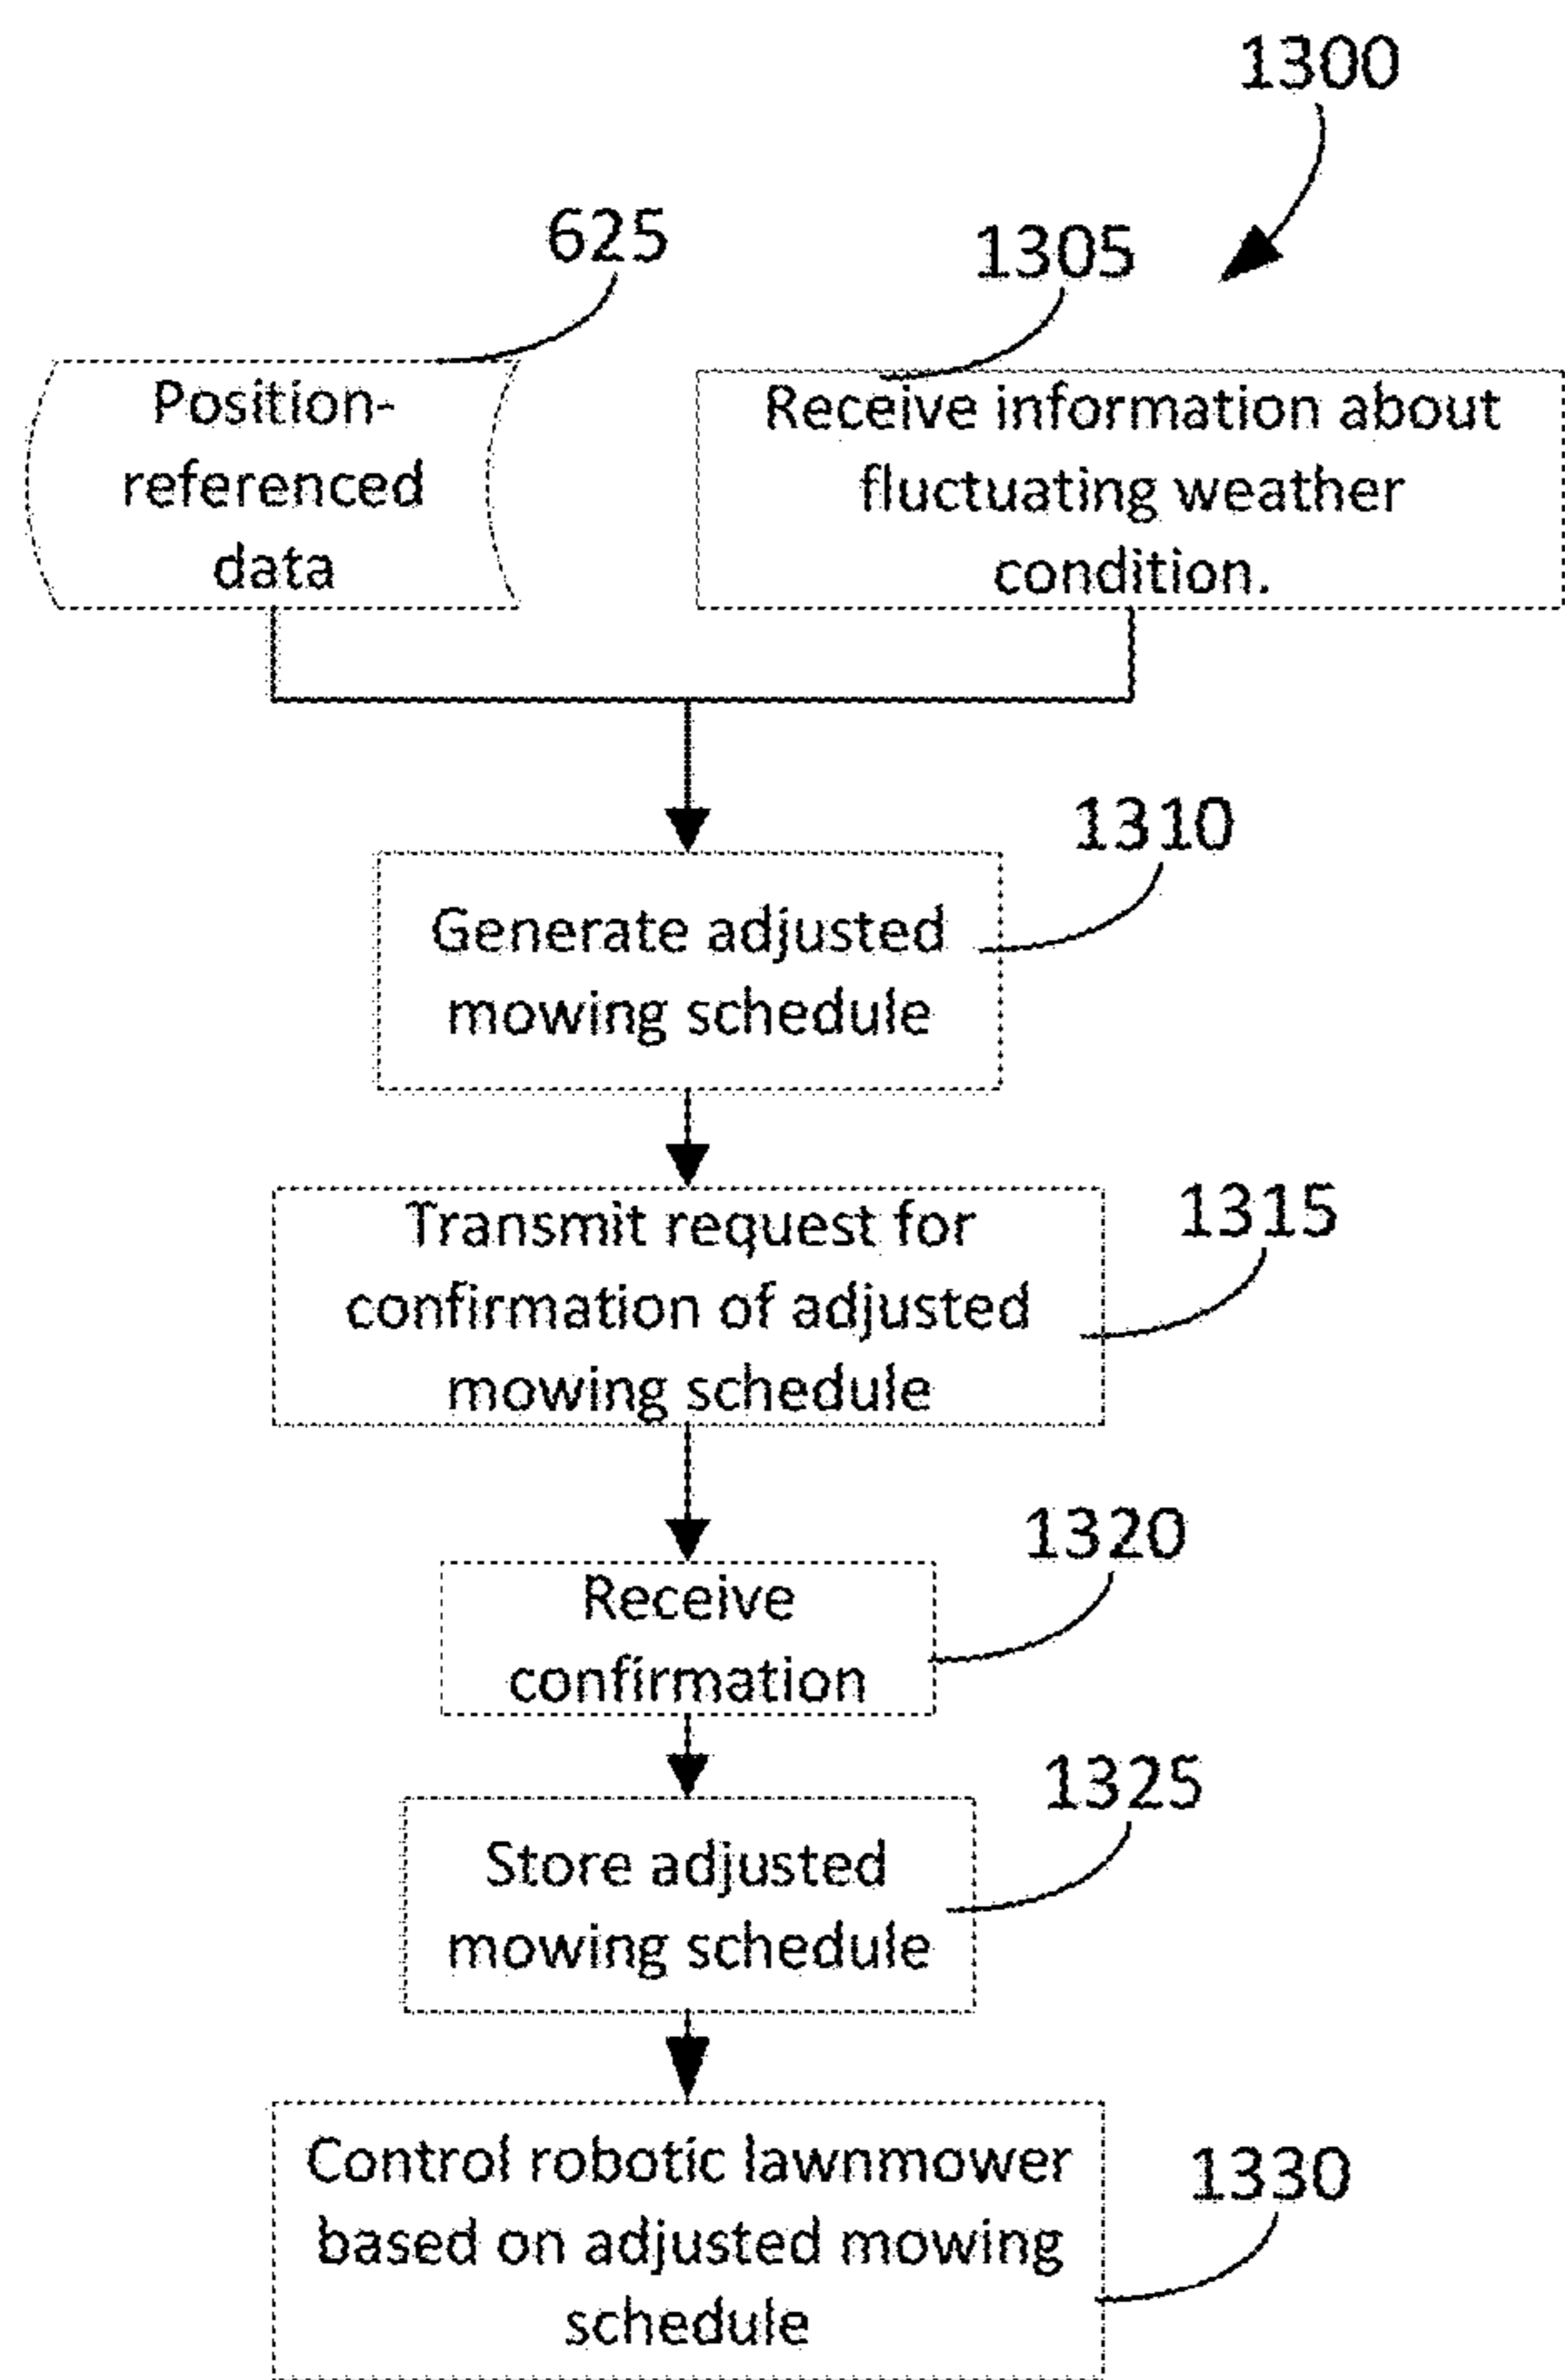 1300
625
1305
Position-
referenced
data
Receive information about
fluctuating weather
condition.
1310
Generate adjusted
mowing schedule
1315
Transmit request for
confirmation of adjusted
mowing schedule
1320
Receive
confirmation
1325
Store adjusted
mowing schedule
1330
Control robotic lawnmower
based on adjusted mowing
schedule